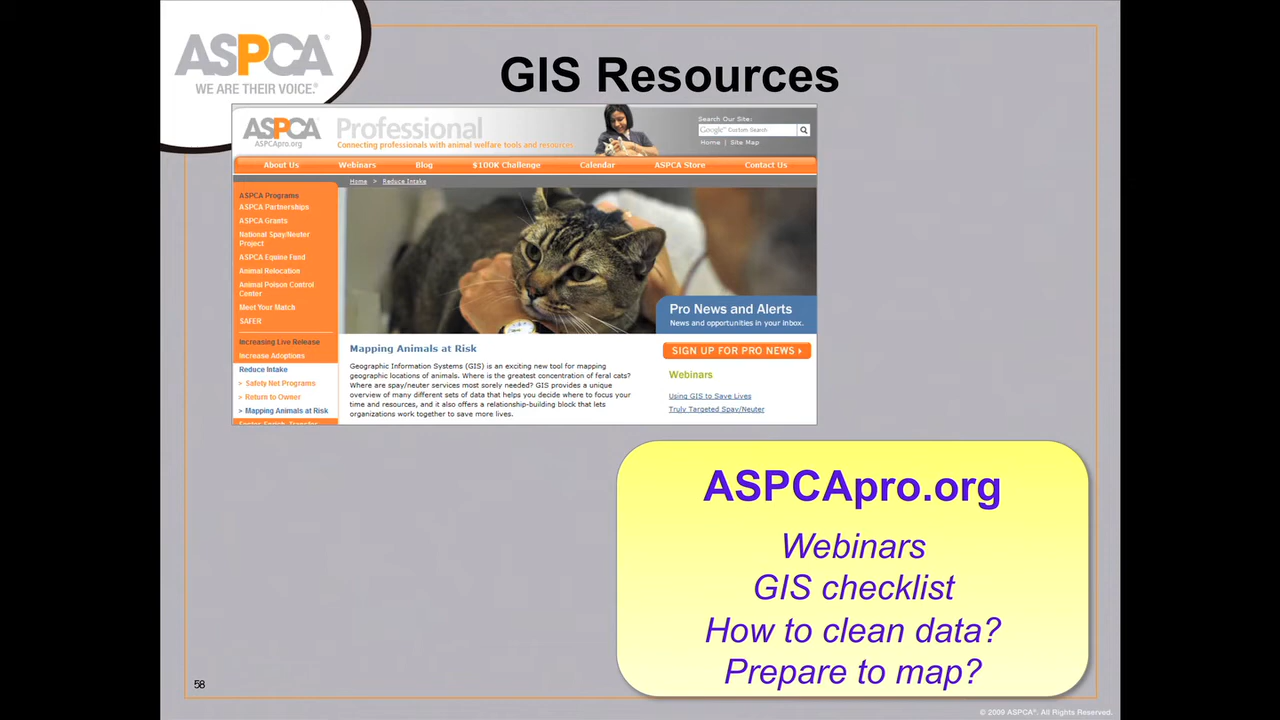 ASPCA®
WE ARE THEIR VOICE.®
GIS Resources
ASPCA
ASPCApro.org
Professional
Connecting professionals with animal welfare tools and resources.
Search Our Site:
Google™ Custom Search
Home | Site Map
About Us
Webinars
Blog
$100K Challenge
Calendar
ASPCA Store
Contact Us
Home > Reduce Intake
ASPCA Programs
ASPCA Partnerships
ASPCA Grants
National Spay/Neuter
Project
ASPCA Equine Fund
Animal Relocation
Animal Poison Control
Center
Meet Your Match
SAFER
Increasing Live Release
Increase Adoptions
Reduce Intake
> Safety Net Programs
> Return to Owner
> Mapping Animals at Risk
Pro News and Alerts
News and opportunities in your inbox.
Mapping Animals at Risk
Geographic Information Systems (GIS) is an exciting new tool for mapping
geographic locations of animals. Where is the greatest concentration of feral cats?
Where are spay/neuter services most sorely needed? GIS provides a unique
overview of many different sets of data that helps you decide where to focus your
time and resources, and it also offers a relationship-building block that lets
organizations work together to save more lives.
SIGN UP FOR PRO NEWS
Webinars
Using GIS to Save Lives
Truly Targeted Spay/Neuter
ASPCApro.org
Webinars
GIS checklist
How to clean data?
Prepare to map?
58
© 2009 ASPCA®. All Rights Reserved.